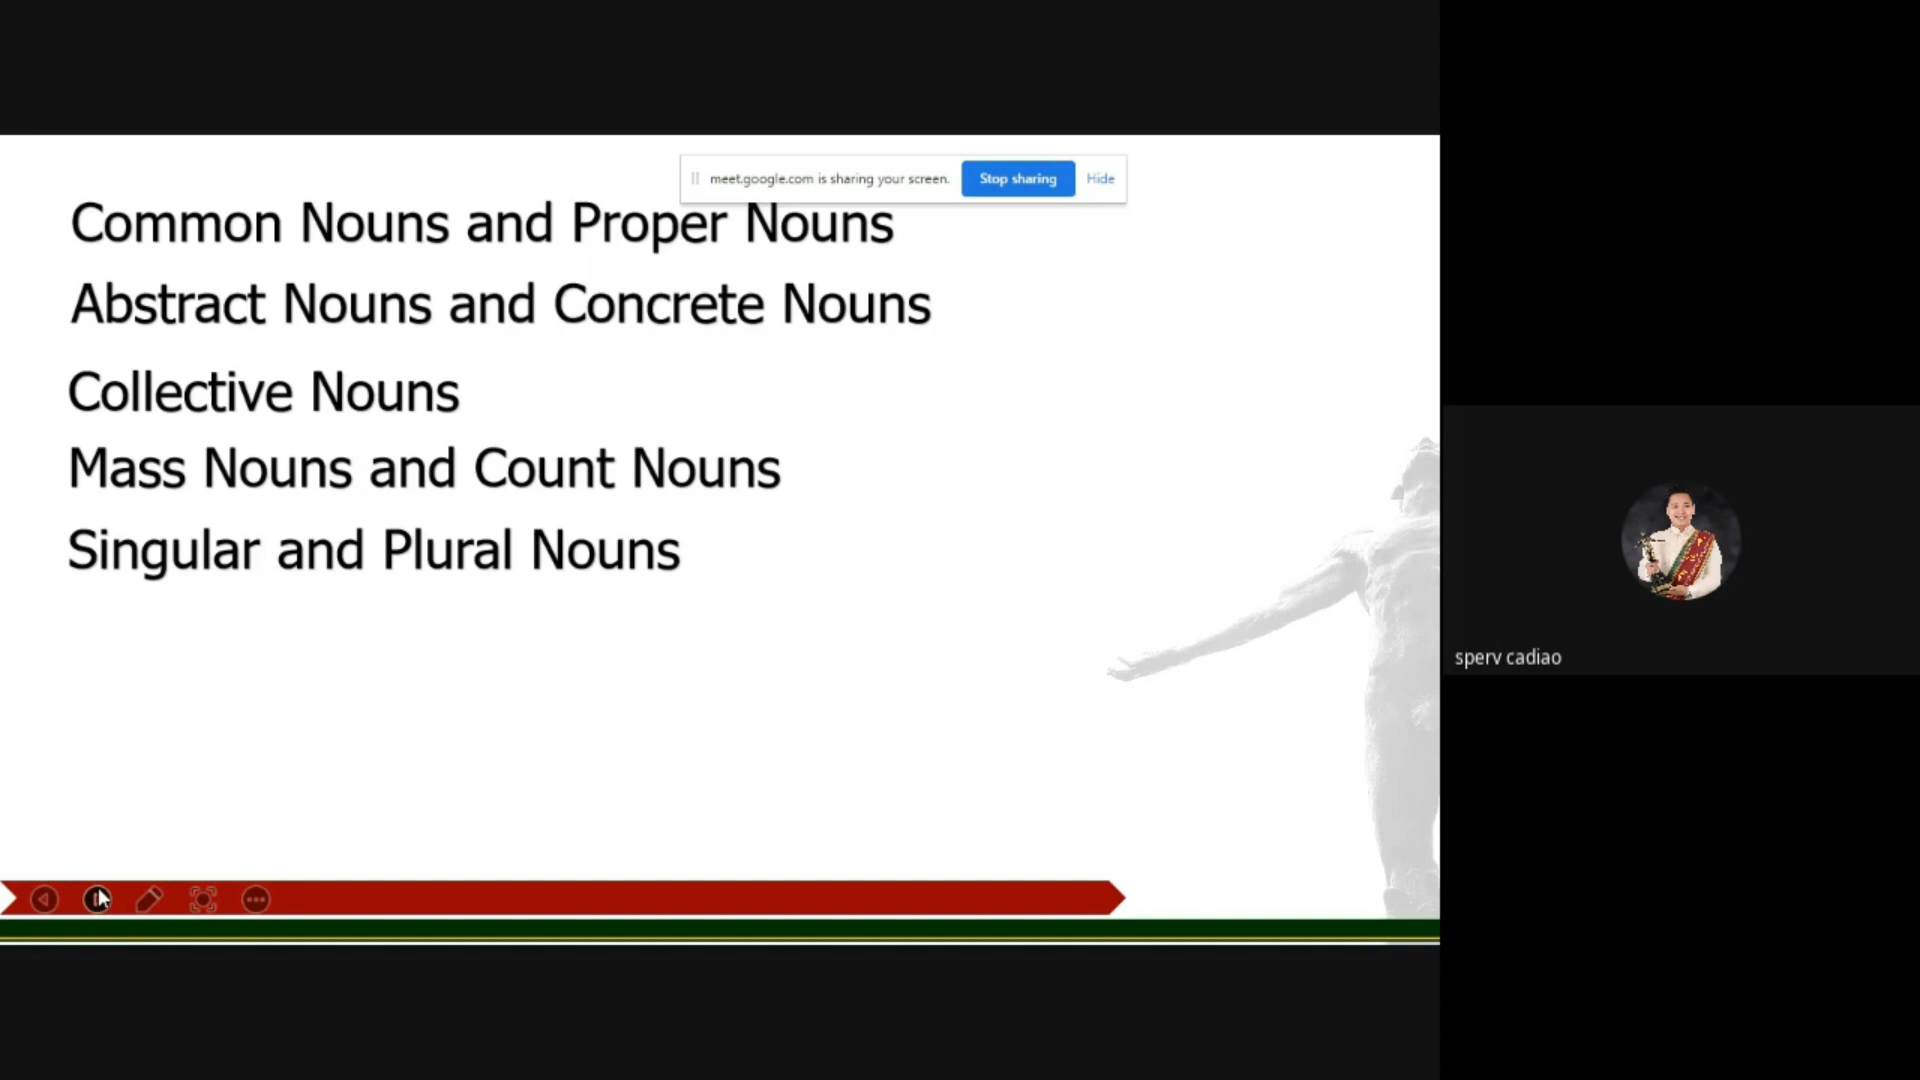 meet.google.com is sharing your screen. Stop sharing Hide
Common Nouns and Proper Nouns
Abstract Nouns and Concrete Nouns
Collective Nouns
Mass Nouns and Count Nouns
Singular and Plural Nouns
sperv cadiao